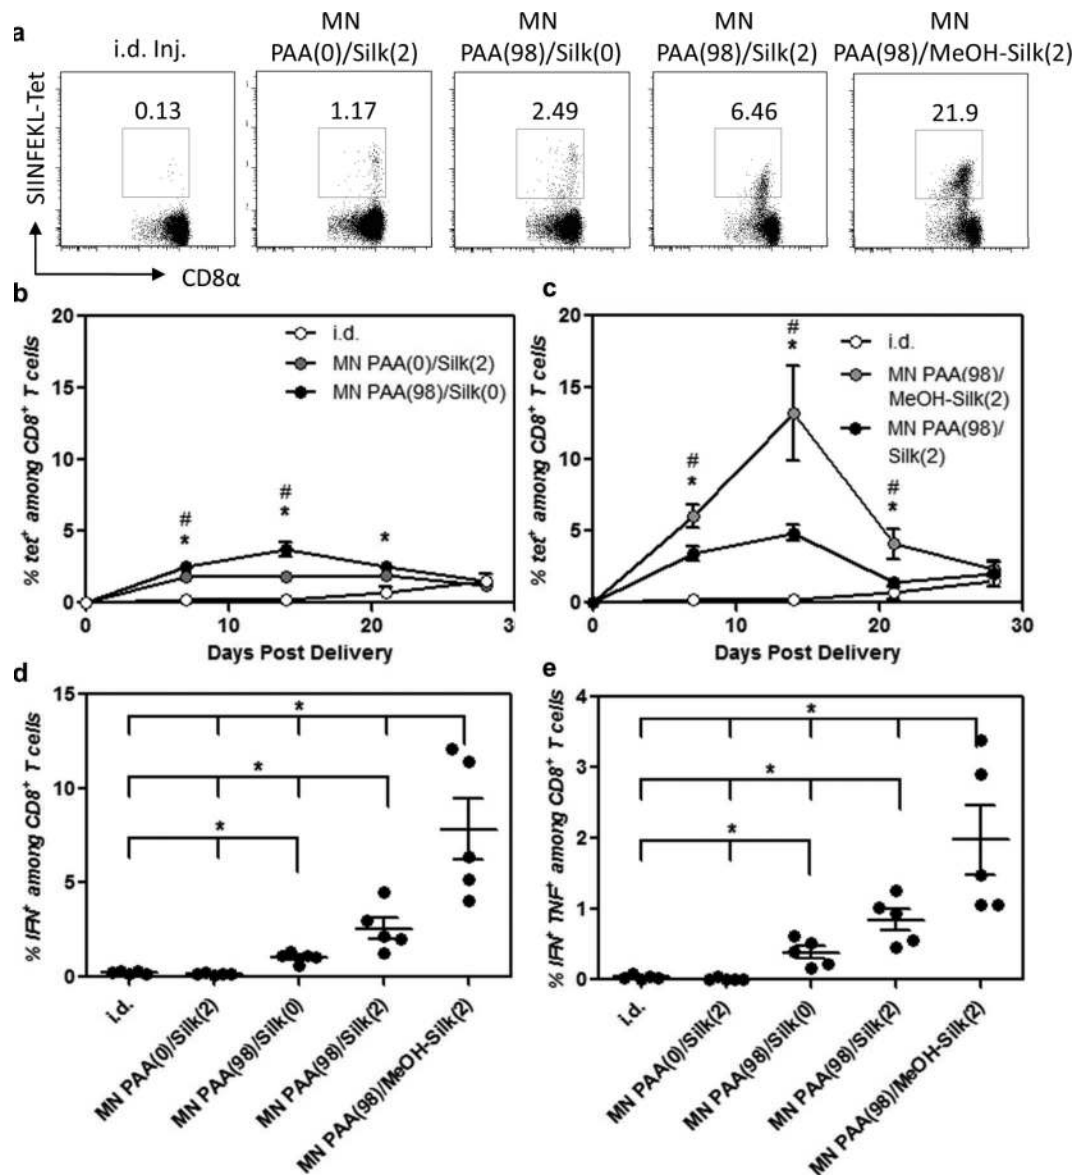 a
i.d. Inj.
MN
PAA(0)/Silk(2)
MN
PAA(98)/Silk(0)
MN
PAA(98)/Silk(2)
MN
PAA(98)/MeOH-Silk(2)
0.13
1.17
2.49
6.46
21.9
SIINFEKL-Tet
CD8α
b
% tet⁺ among CD8⁺ T cells
20
15
10
5
0
#
*
#
*
*
i.d.
MN PAA(0)/Silk(2)
MN PAA(98)/Silk(0)
0
10
20
3
Days Post Delivery
c
% tet⁺ among CD8⁺ T cells
20
15
10
5
0
#
*
#
*
#
*
i.d.
MN PAA(98)/
MeOH-Silk(2)
MN PAA(98)/
Silk(2)
0
10
20
30
Days Post Delivery
d
% IFN⁺ among CD8⁺ T cells
15
10
5
0
*
*
*
i.d.
MN PAA(0)/Silk(2)
MN PAA(98)/Silk(0)
MN PAA(98)/Silk(2)
MN PAA(98)/MeOH-Silk(2)
e
% IFN⁺ TNF⁺ among CD8⁺ T cells
4
3
2
1
0
*
*
*
i.d.
MN PAA(0)/Silk(2)
MN PAA(98)/Silk(0)
MN PAA(98)/Silk(2)
MN PAA(98)/MeOH-Silk(2)